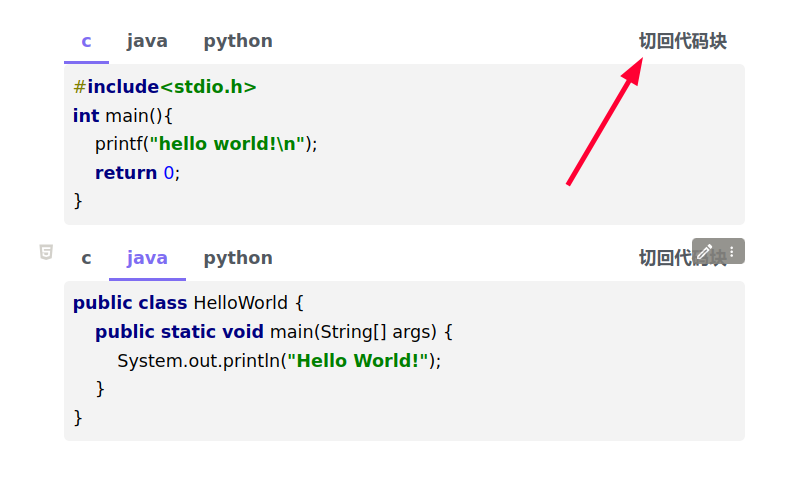 c java python 切回代码块
#include<stdio.h>
int main(){
    printf("hello world!\n");
    return 0;
}
c java python 切回代码块
public class HelloWorld {
    public static void main(String[] args) {
        System.out.println("Hello World!");
    }
}